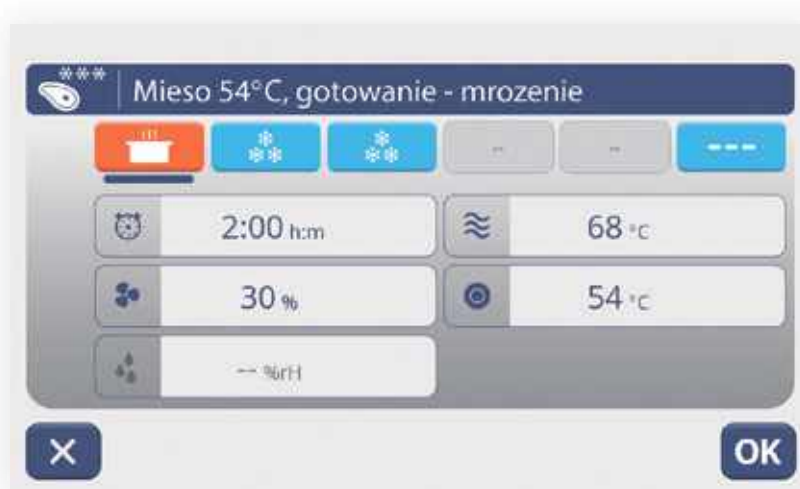 Mieso 54°C, gotowanie - mrozenie
-- -- ---
2:00 h:m 68 °C
30 % 54 °C
-- %rH
OK